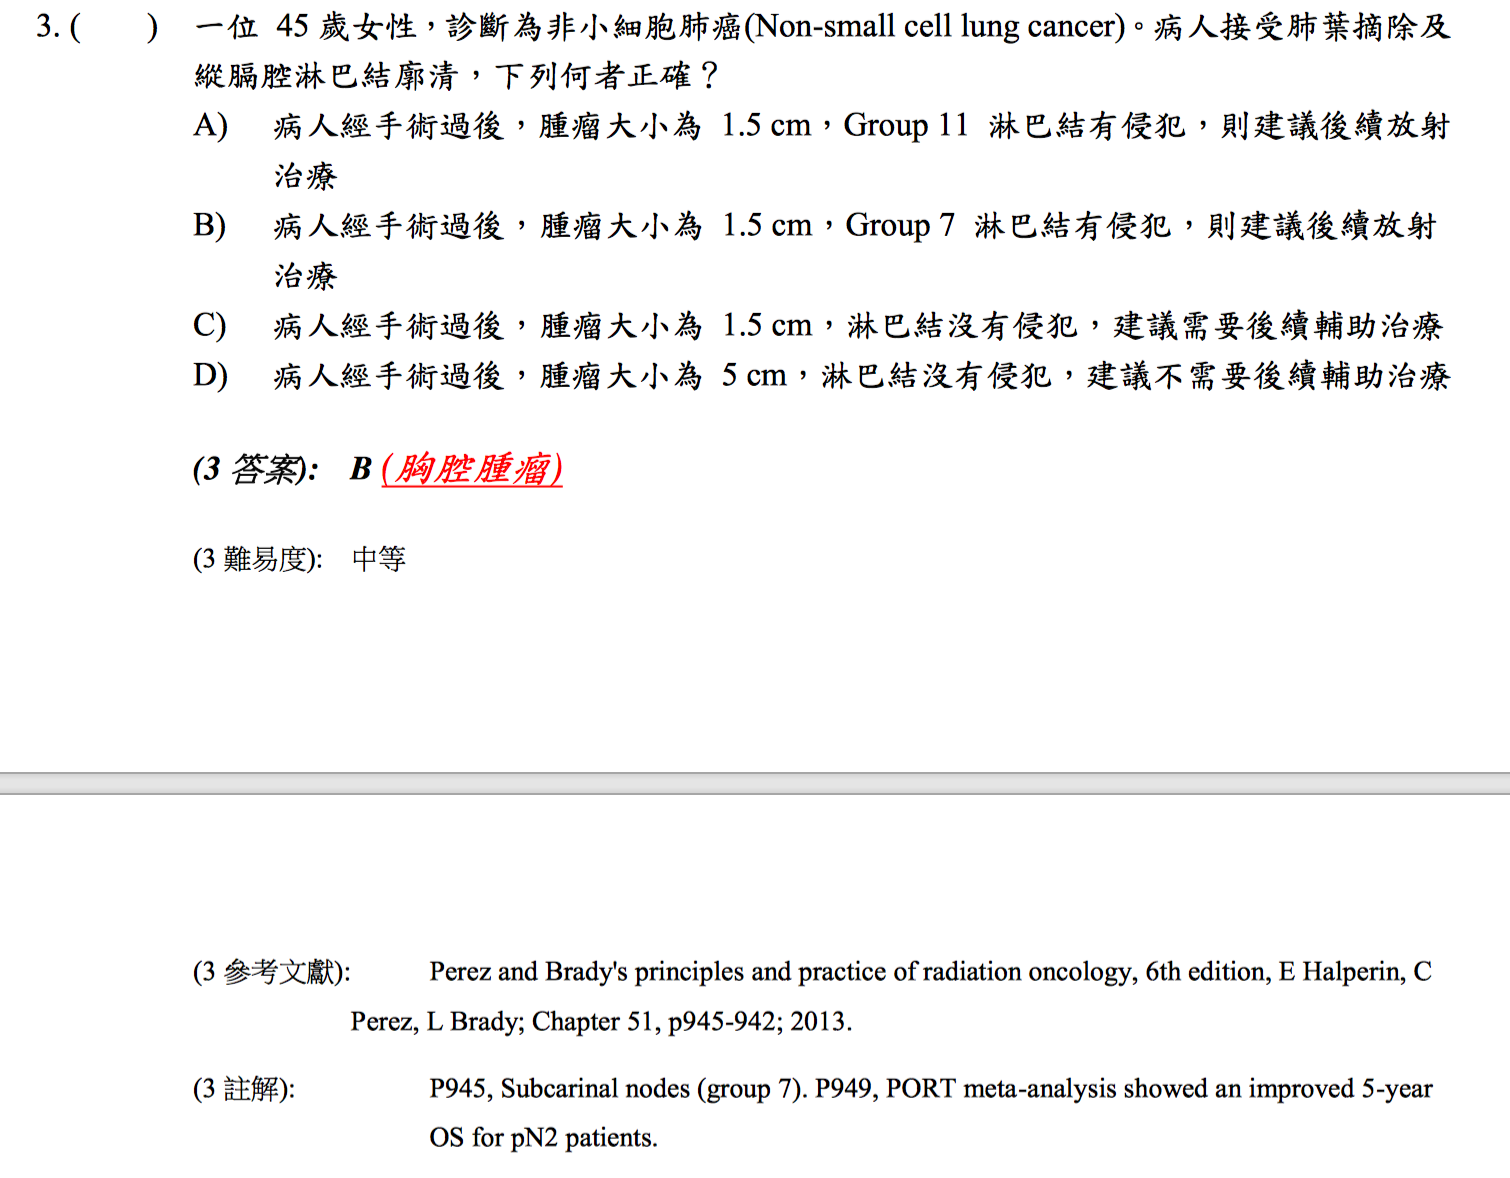 3. (　　) 一位 45 歲女性，診斷為非小細胞肺癌(Non-small cell lung cancer)。病人接受肺葉摘除及
縱膈腔淋巴結廓清，下列何者正確？
A) 病人經手術過後，腫瘤大小為 1.5 cm，Group 11 淋巴結有侵犯，則建議後續放射
治療
B) 病人經手術過後，腫瘤大小為 1.5 cm，Group 7 淋巴結有侵犯，則建議後續放射
治療
C) 病人經手術過後，腫瘤大小為 1.5 cm，淋巴結沒有侵犯，建議需要後續輔助治療
D) 病人經手術過後，腫瘤大小為 5 cm，淋巴結沒有侵犯，建議不需要後續輔助治療
(3 答案): B (胸腔腫瘤)
(3 難易度): 中等
(3 參考文獻): Perez and Brady's principles and practice of radiation oncology, 6th edition, E Halperin, C
Perez, L Brady; Chapter 51, p945-942; 2013.
(3 註解): P945, Subcarinal nodes (group 7). P949, PORT meta-analysis showed an improved 5-year
OS for pN2 patients.